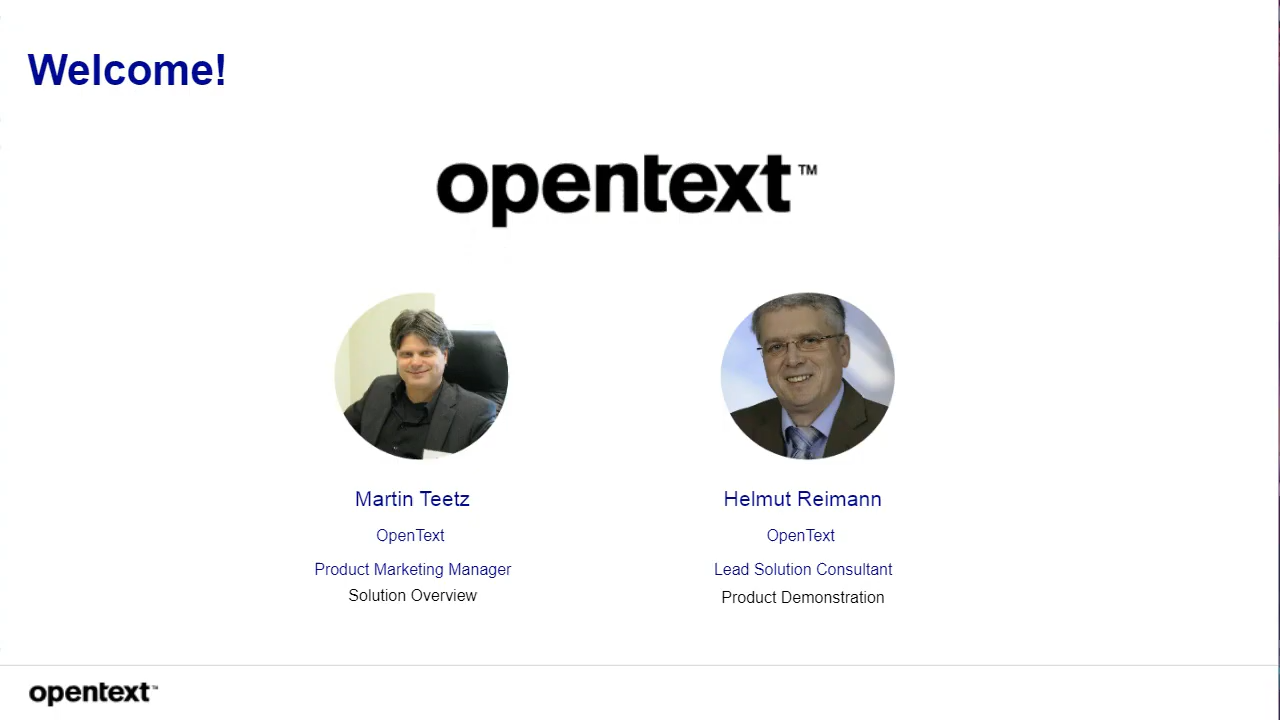 Welcome!
opentext™
Martin Teetz
OpenText
Product Marketing Manager
Solution Overview
Helmut Reimann
OpenText
Lead Solution Consultant
Product Demonstration
opentext™